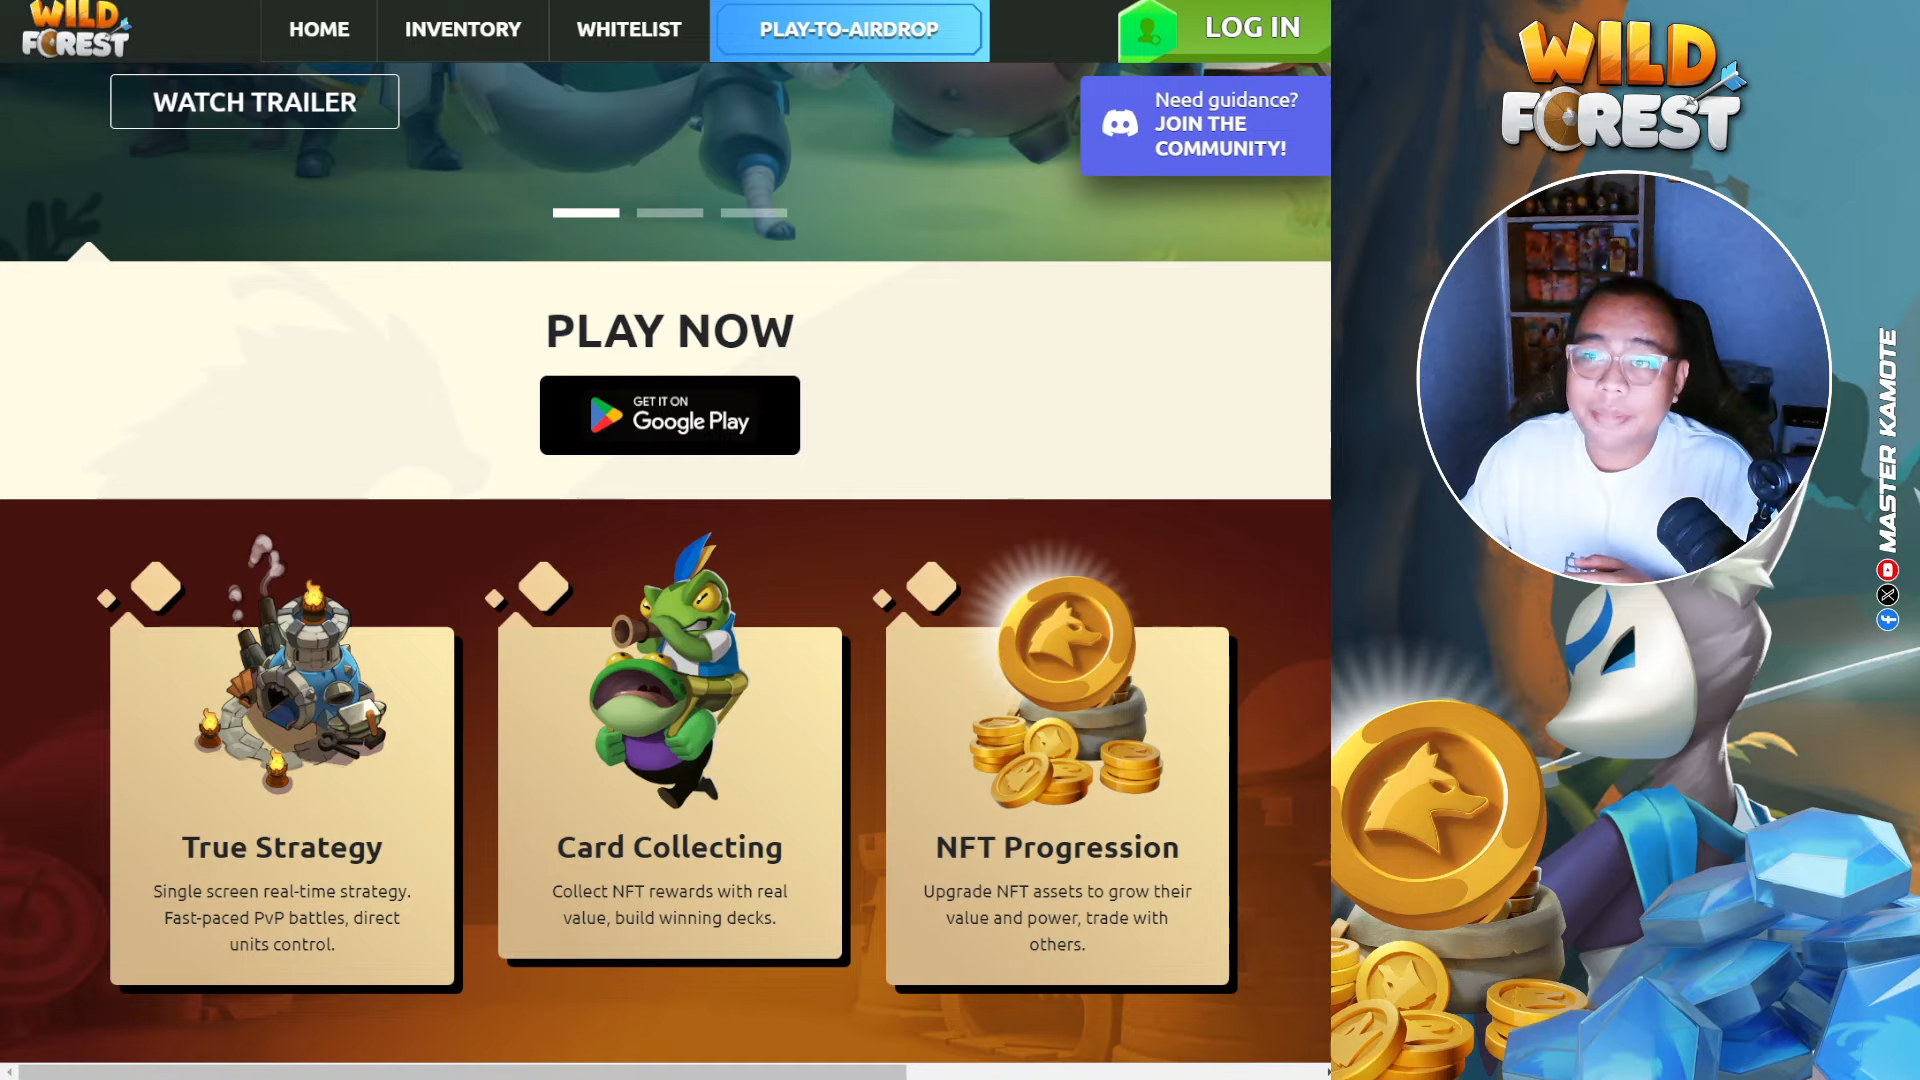 WILD
FOREST
HOME
INVENTORY
WHITELIST
PLAY-TO-AIRDROP
LOG IN
WATCH TRAILER
Need guidance?
JOIN THE
COMMUNITY!
PLAY NOW
GET IT ON
Google Play
True Strategy
Single screen real-time strategy.
Fast-paced PvP battles, direct
units control.
Card Collecting
Collect NFT rewards with real
value, build winning decks.
NFT Progression
Upgrade NFT assets to grow their
value and power, trade with
others.
WILD
FOREST
MASTER KAMOTE